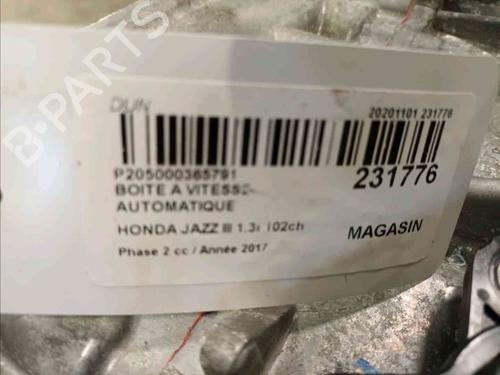 B-PARTS
DUN
20201101 231776
P205000365791
231776
BOITE A VITESSE
AUTOMATIQUE
HONDA JAZZ III 1.3i 102ch
MAGASIN
Phase 2 cc / Année 2017